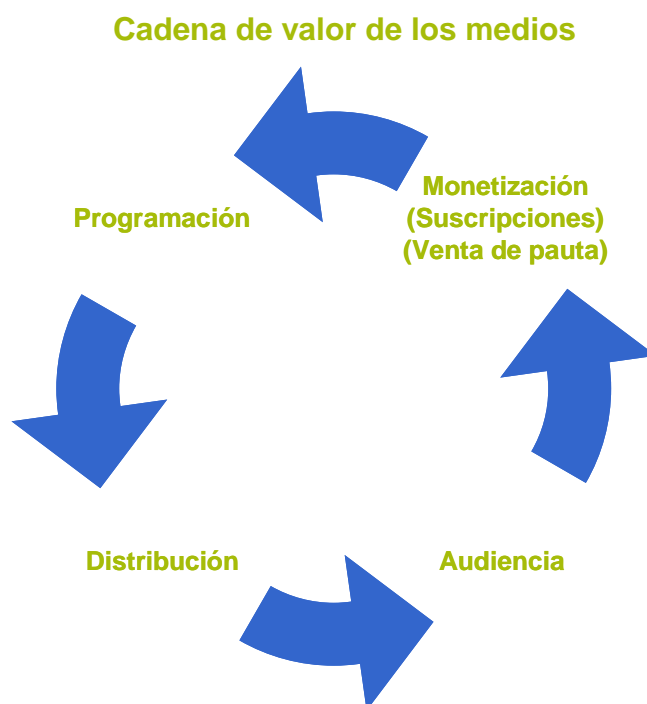 Cadena de valor de los medios
Monetización
(Suscripciones)
(Venta de pauta)
Programación
Distribución
Audiencia